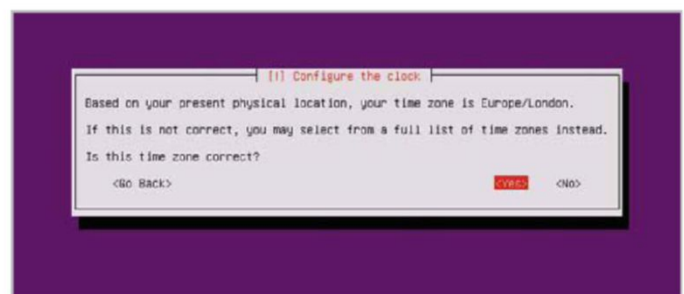 [!] Configure the clock
Based on your present physical location, your time zone is Europe/London.
If this is not correct, you may select from a full list of time zones instead.
Is this time zone correct?
<Go Back> <Yes> <No>